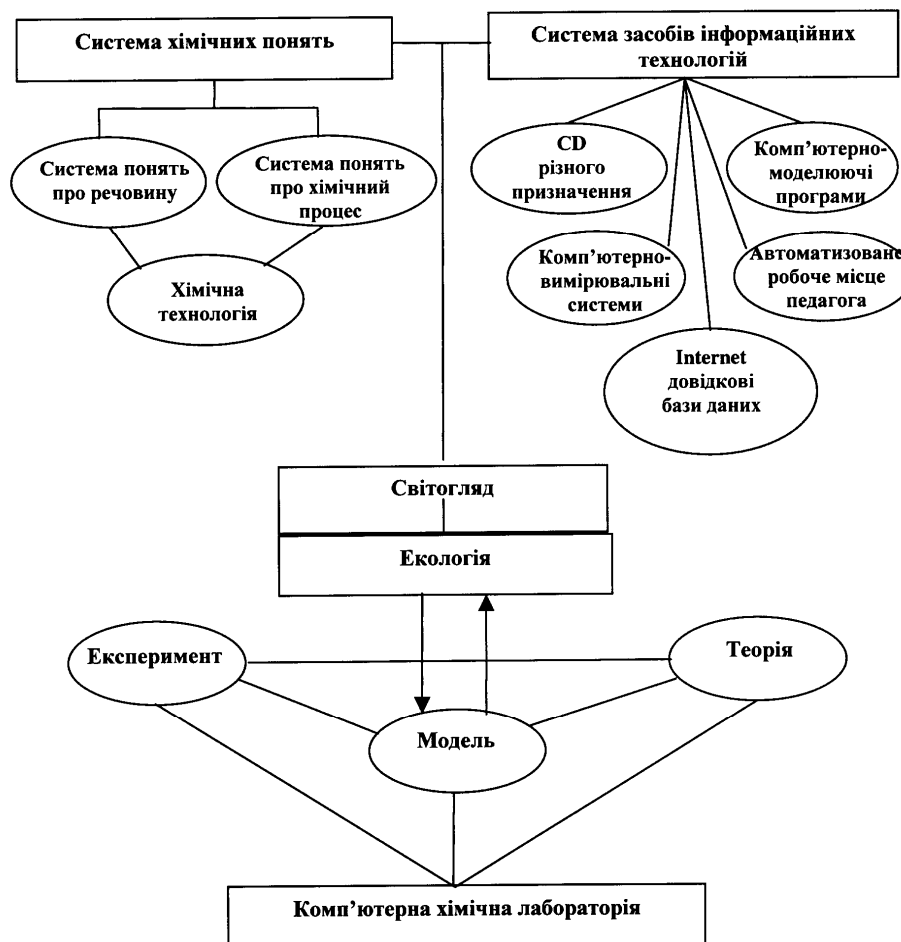 Система хімічних понять
Система засобів інформаційних
технологій
Система понять
про речовину
Система понять
про хімічний
процес
Хімічна
технологія
CD
різного
призначення
Комп’ютерно-
моделюючі
програми
Комп’ютерно-
вимірювальні
системи
Автоматизоване
робоче місце
педагога
Internet
довідкові
бази даних
Світогляд
Екологія
Експеримент
Теорія
Модель
Комп’ютерна хімічна лабораторія